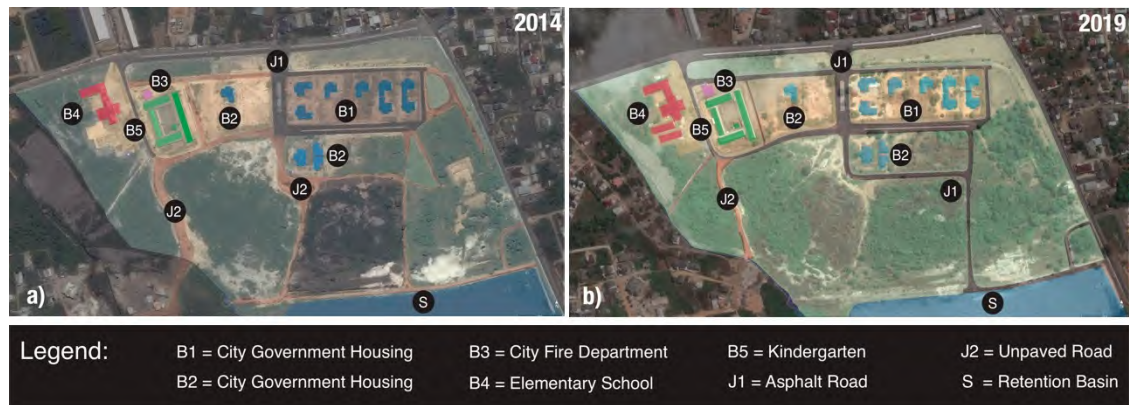 2014
J1
B3
B4
B2
B1
B5
B2
J2
J2
a)
S
2019
J1
B3
B4
B2
B1
B5
B2
J1
J2
b)
S
Legend:
B1 = City Government Housing
B3 = City Fire Department
B5 = Kindergarten
J2 = Unpaved Road
B2 = City Government Housing
B4 = Elementary School
J1 = Asphalt Road
S = Retention Basin